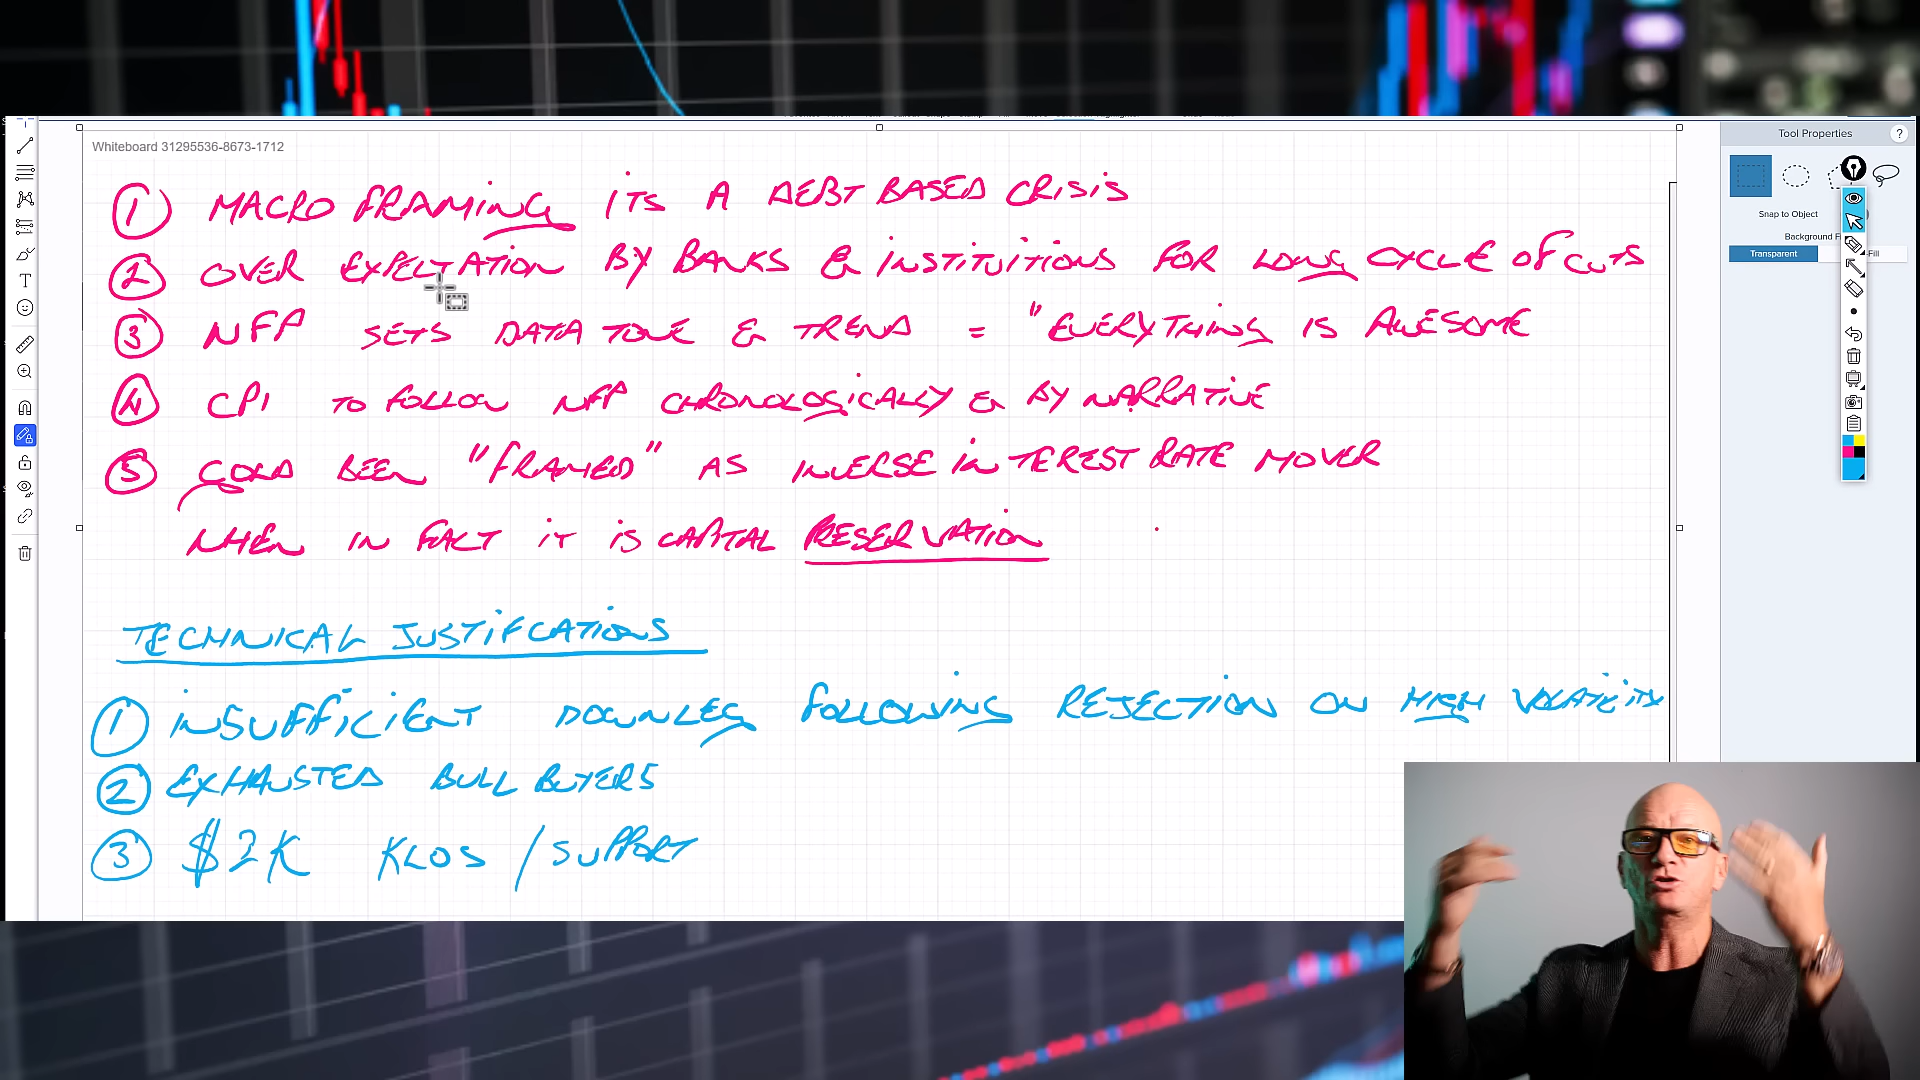 Whiteboard 31295536-8673-1712
Tool Properties
?
Snap to Object
Background F
Transparent
Fill
T
① MACRO FRAMING ITS A DEBT BASED CRISIS
② OVER EXPECTATION BY BANKS & INSTITUITIONS FOR LONG CYCLE OF CUTS
③ NFP SETS DATA TONE & TREND = "EVERYTHING IS AWESOME
④ CPI TO FOLLOW NFP CHRONOLOGICALLY & BY NARRATIVE
⑤ GOLD BEEN "FRAMED" AS INVERSE INTEREST RATE MOVER
WHEN IN FACT IT IS CAPITAL PRESERVATION
TECHNICAL JUSTIFCATIONS
① INSUFFICIENT DOWNLEG FOLLOWING REJECTION ON HIGH VOLATILITY
② EXHAUSTED BULL BUYERS
③ $2K KLOS / SUPPORT